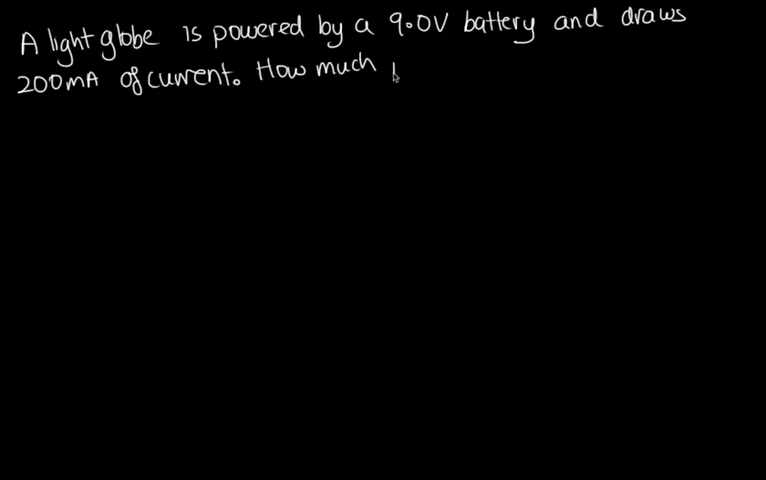 A light globe is powered by a 9.0V battery and draws
200mA of current. How much